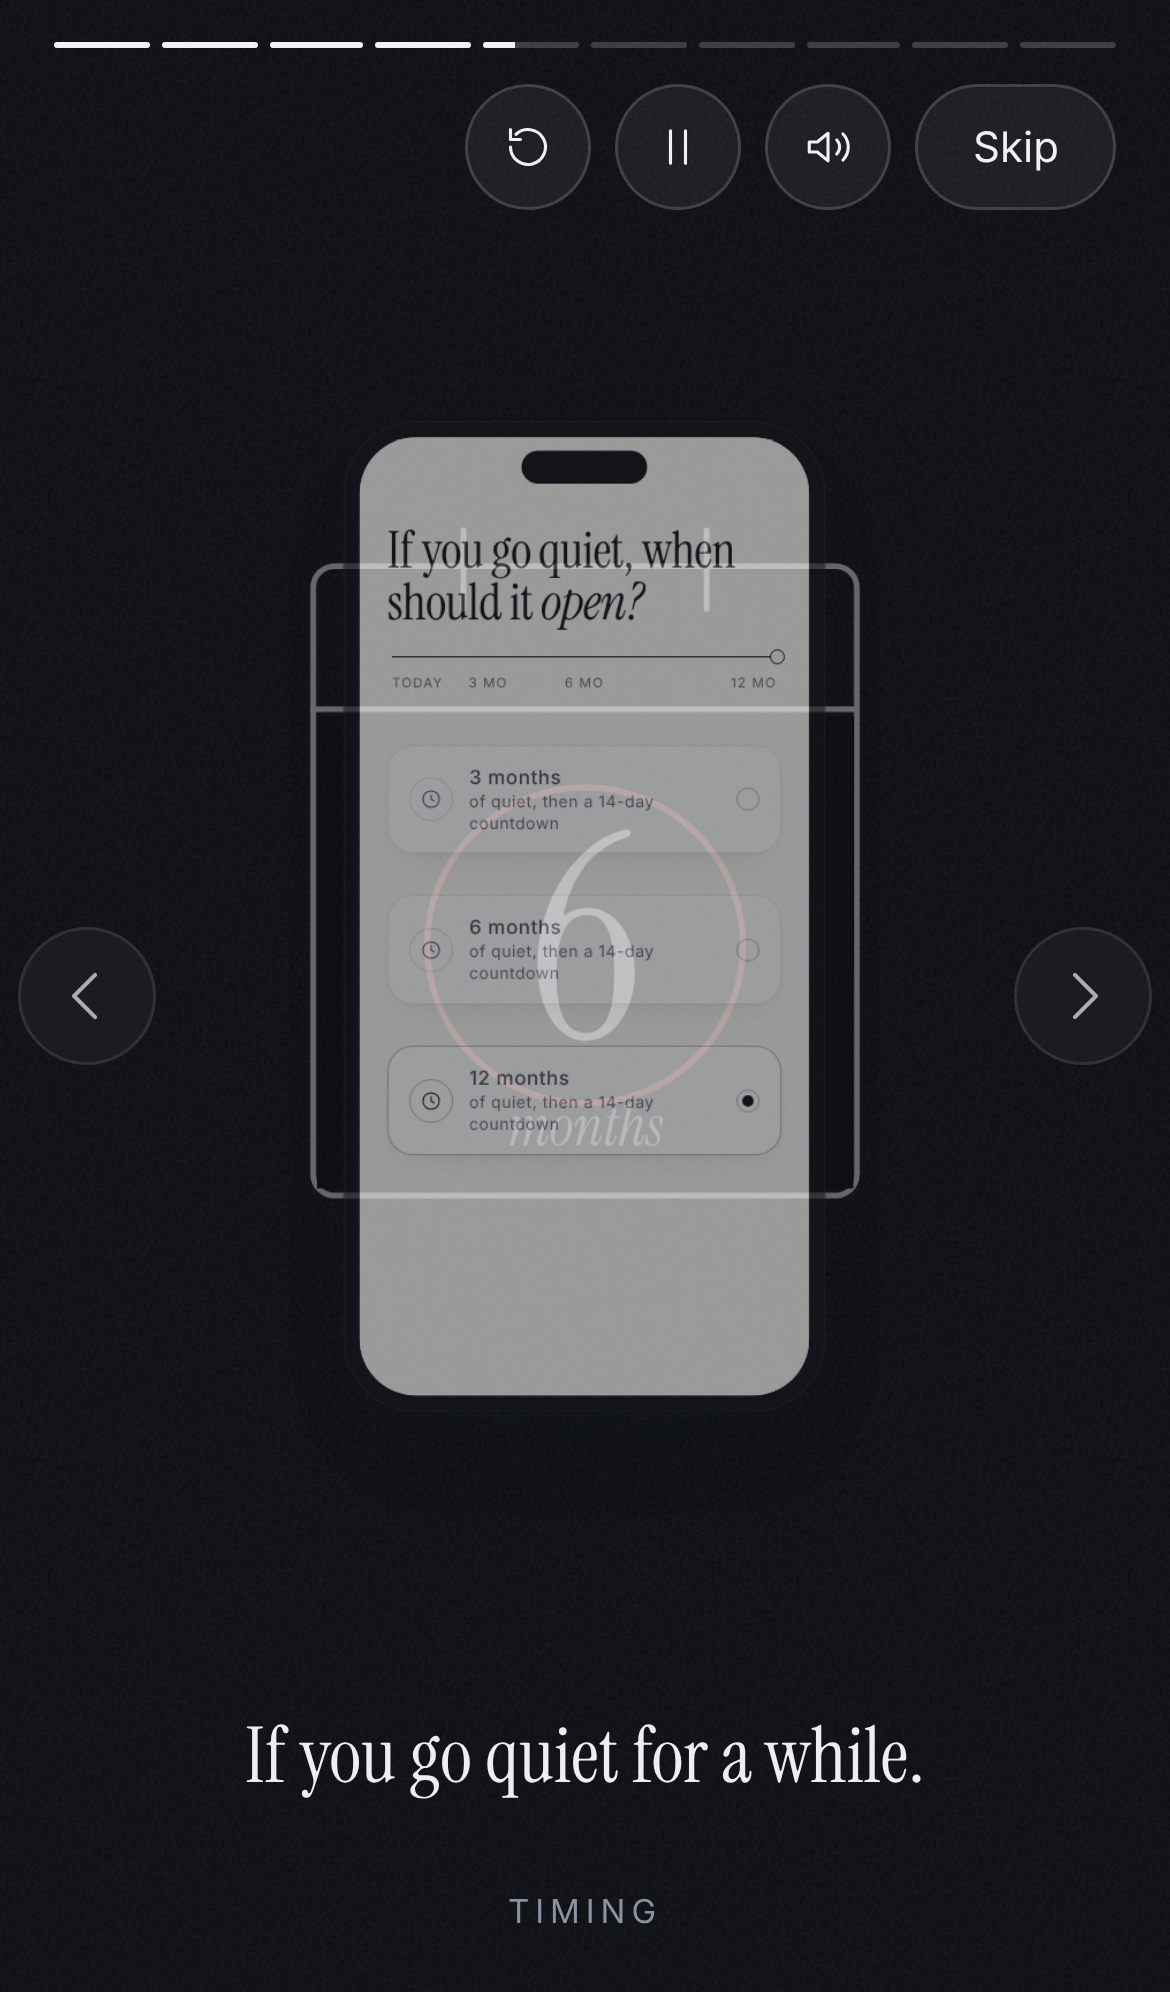 Skip
If you go quiet, when
should it open?
TODAY 3 MO 6 MO 12 MO
3 months
of quiet, then a 14-day
countdown
6 months
of quiet, then a 14-day
countdown
6
12 months
of quiet, then a 14-day
countdown
months
If you go quiet for a while.
TIMING